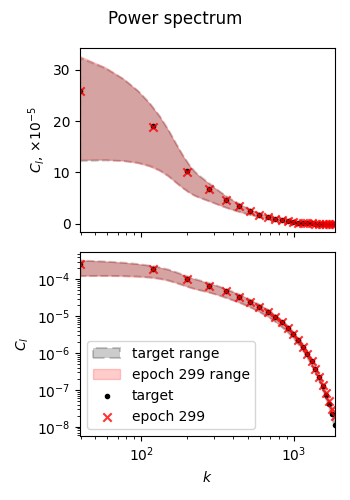 Power spectrum
C_l, ×10^{-5}
30
20
10
0
C_l
10^{-4}
10^{-5}
10^{-6}
10^{-7}
10^{-8}
target range
epoch 299 range
target
epoch 299
10^2
10^3
k